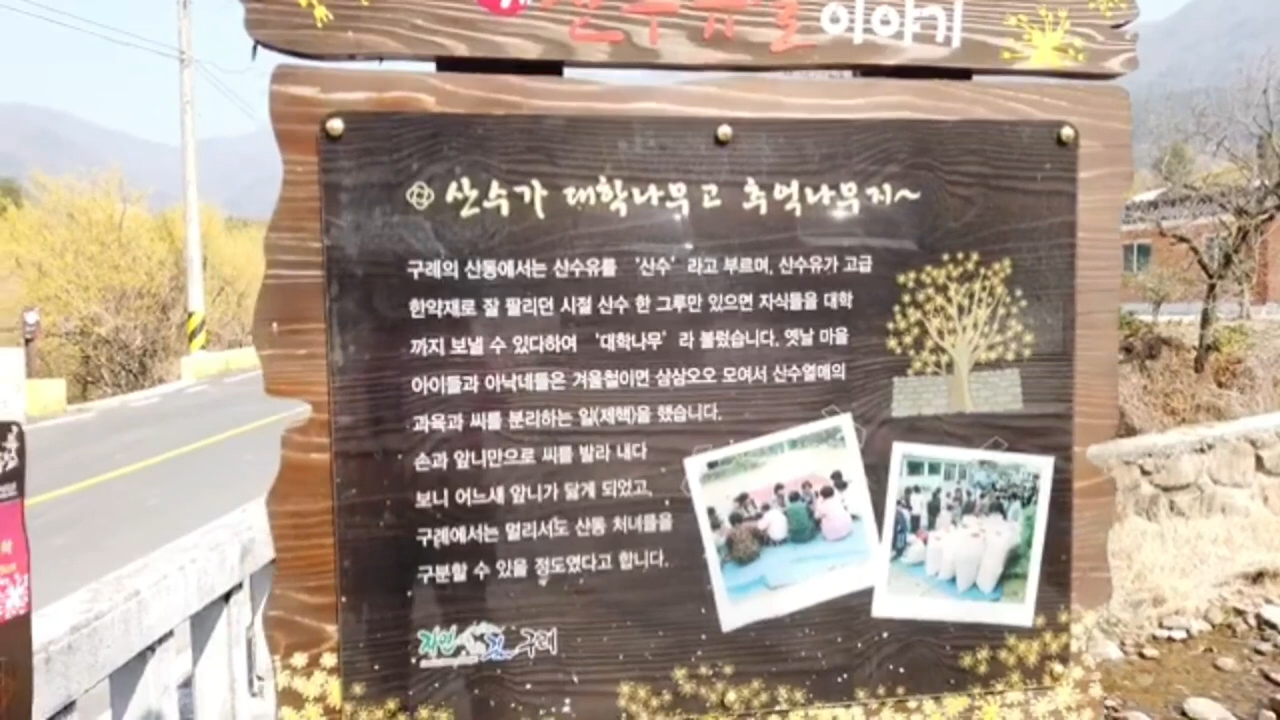 산수유로 이야기
산수가 대학나무고 추억나무지~
구례의 산동에서는 산수유를 '산수' 라고 부르며, 산수유가 고급
한약재로 잘 팔리던 시절 산수 한 그루만 있으면 자식들을 대학
까지 보낼 수 있다하여 '대학나무' 라 불렀습니다. 옛날 마을
아이들과 아낙네들은 겨울철이면 삼삼오오 모여서 산수열매의
과육과 씨를 분리하는 일(제핵)을 했습니다.
손과 앞니만으로 씨를 발라 내다
보니 어느새 앞니가 닳게 되었고,
구례에서는 멀리서도 산동 처녀들을
구분할 수 있을 정도였다고 합니다.
자연 구례